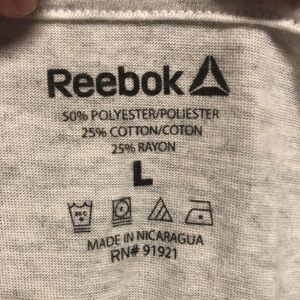 Reebok
50% POLYESTER/POLIESTER
25% COTTON/COTON
25% RAYON
L
MADE IN NICARAGUA
RN# 91921